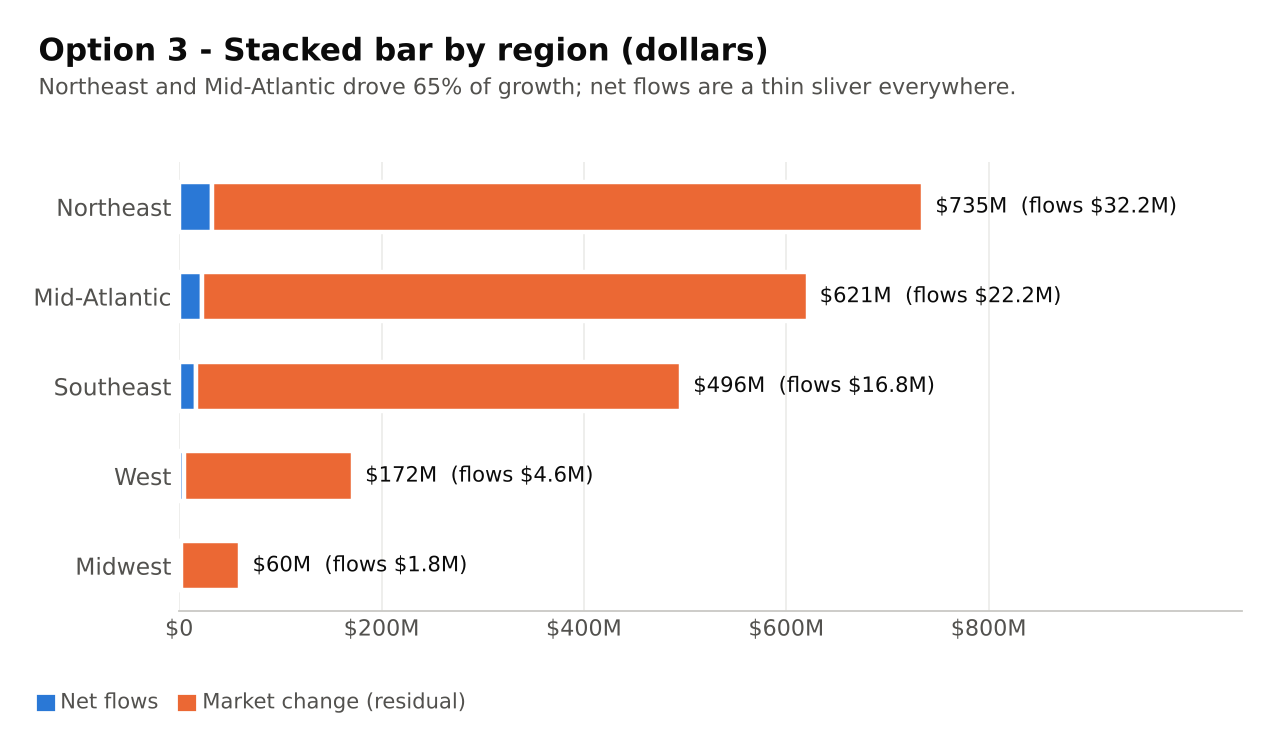 Option 3 - Stacked bar by region (dollars)
Northeast and Mid-Atlantic drove 65% of growth; net flows are a thin sliver everywhere.
Northeast $735M (flows $32.2M)
Mid-Atlantic $621M (flows $22.2M)
Southeast $496M (flows $16.8M)
West $172M (flows $4.6M)
Midwest $60M (flows $1.8M)
$0 $200M $400M $600M $800M
Net flows Market change (residual)